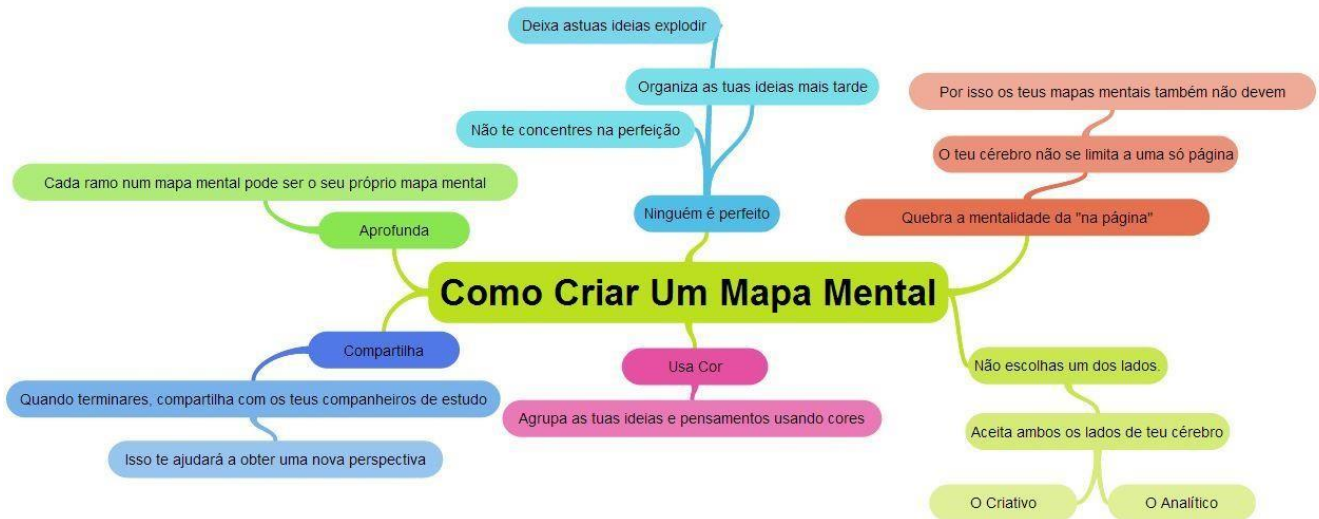 Deixa astuas ideias explodir
Organiza as tuas ideias mais tarde
Não te concentres na perfeição
Ninguém é perfeito
Por isso os teus mapas mentais também não devem
O teu cérebro não se limita a uma só página
Quebra a mentalidade da "na página"
Cada ramo num mapa mental pode ser o seu próprio mapa mental
Aprofunda
Como Criar Um Mapa Mental
Compartilha
Quando terminares, compartilha com os teus companheiros de estudo
Isso te ajudará a obter uma nova perspectiva
Usa Cor
Agrupa as tuas ideias e pensamentos usando cores
Não escolhas um dos lados.
Aceita ambos os lados de teu cérebro
O Criativo
O Analítico